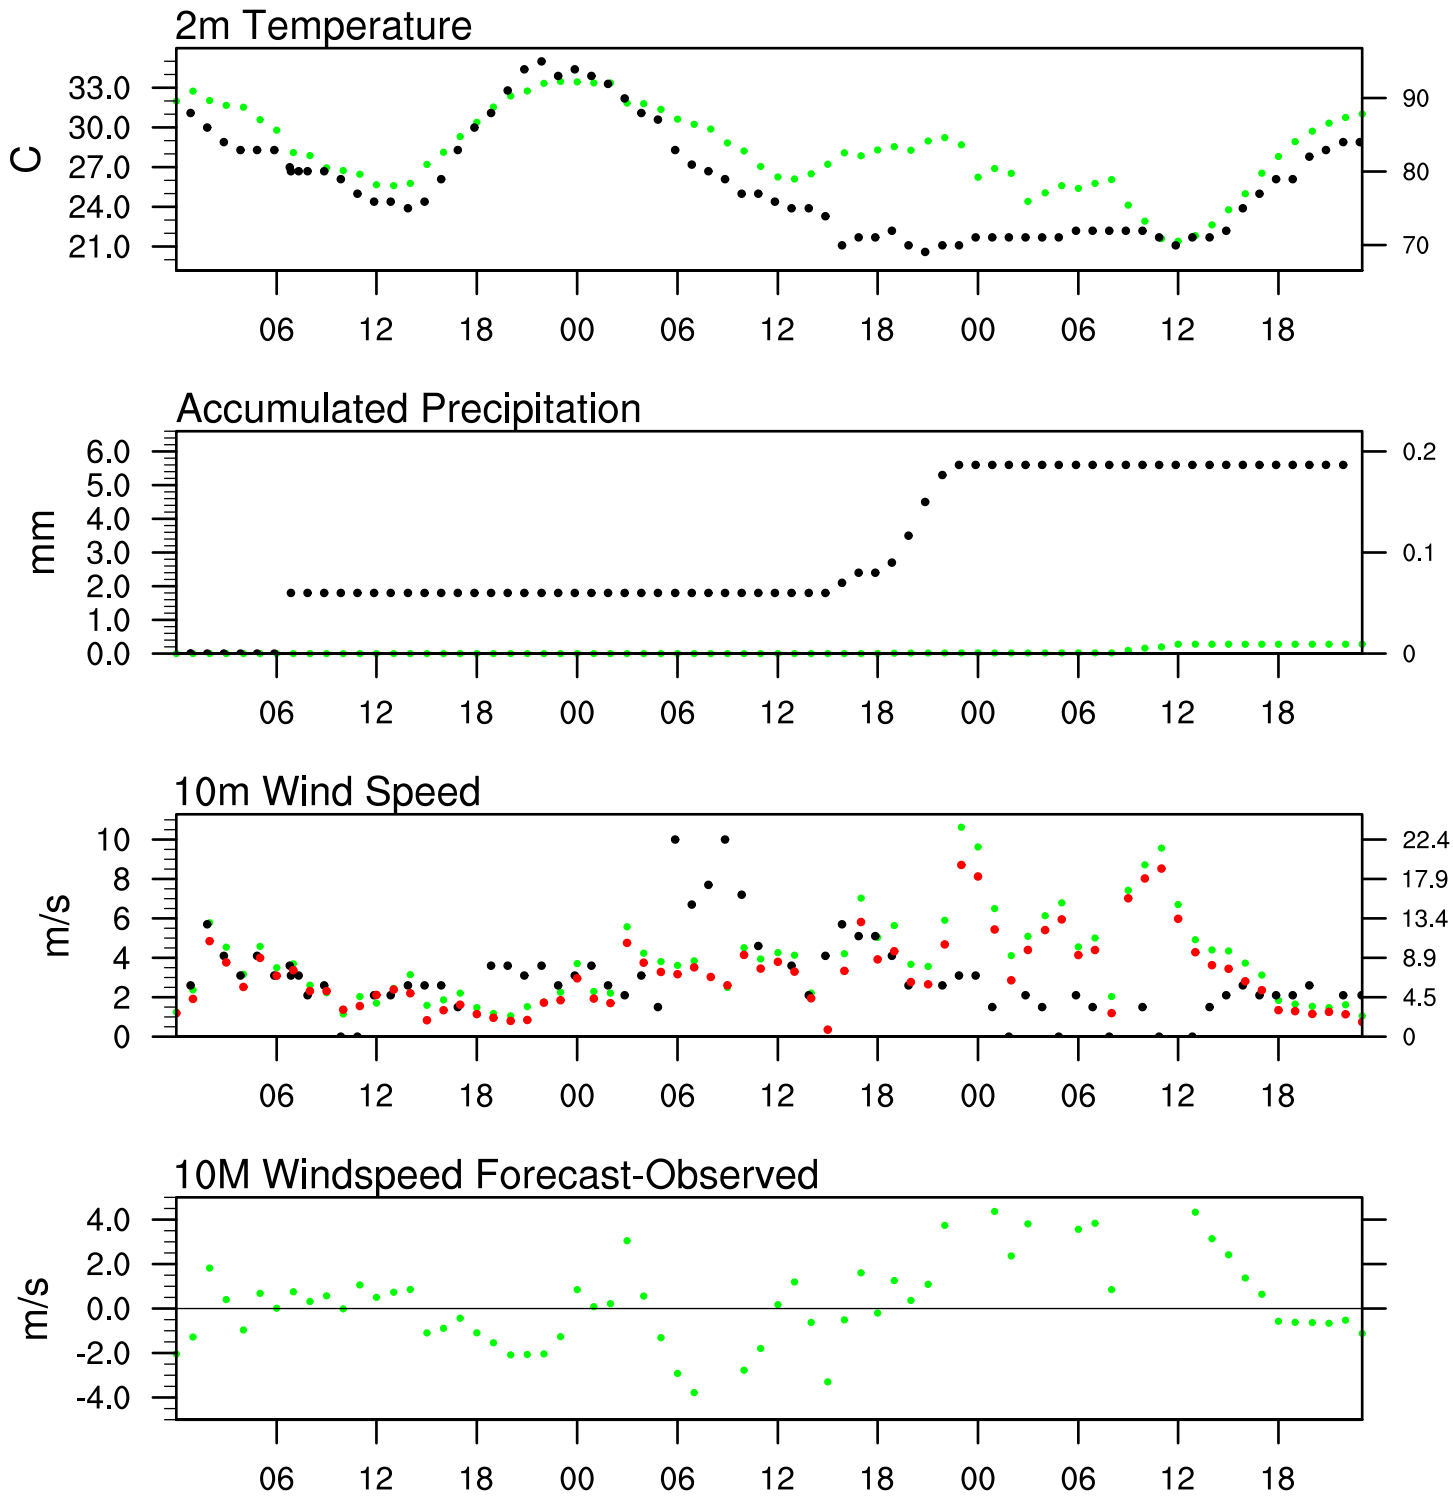 2m Temperature
C
33.0
30.0
27.0
24.0
21.0
90
80
70
06 12 18 00 06 12 18 00 06 12 18
Accumulated Precipitation
mm
6.0
5.0
4.0
3.0
2.0
1.0
0.0
0.2
0.1
0
06 12 18 00 06 12 18 00 06 12 18
10m Wind Speed
m/s
10
8
6
4
2
0
22.4
17.9
13.4
8.9
4.5
0
06 12 18 00 06 12 18 00 06 12 18
10M Windspeed Forecast-Observed
m/s
4.0
2.0
0.0
-2.0
-4.0
06 12 18 00 06 12 18 00 06 12 18